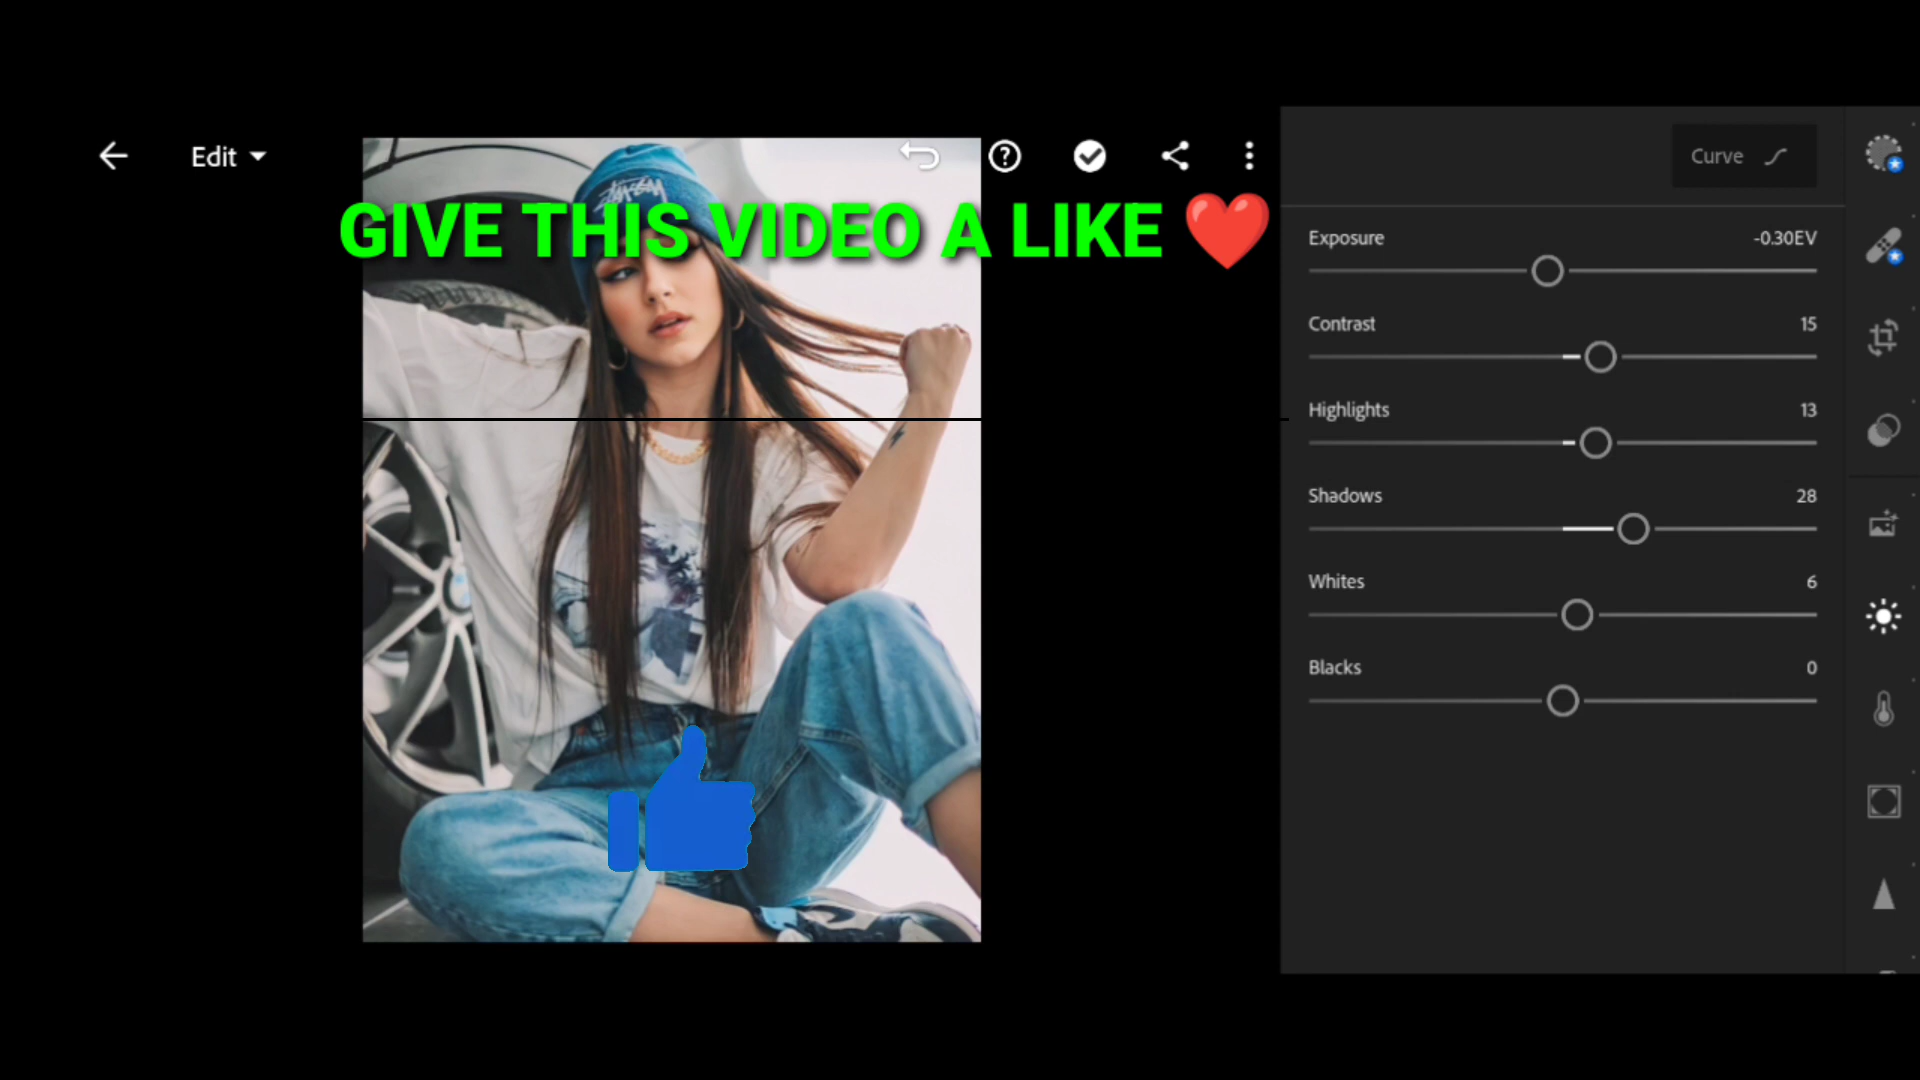 Edit
Curve
GIVE THIS VIDEO A LIKE ❤️
Exposure -0.30EV
Contrast 15
Highlights 13
Shadows 28
Whites 6
Blacks 0